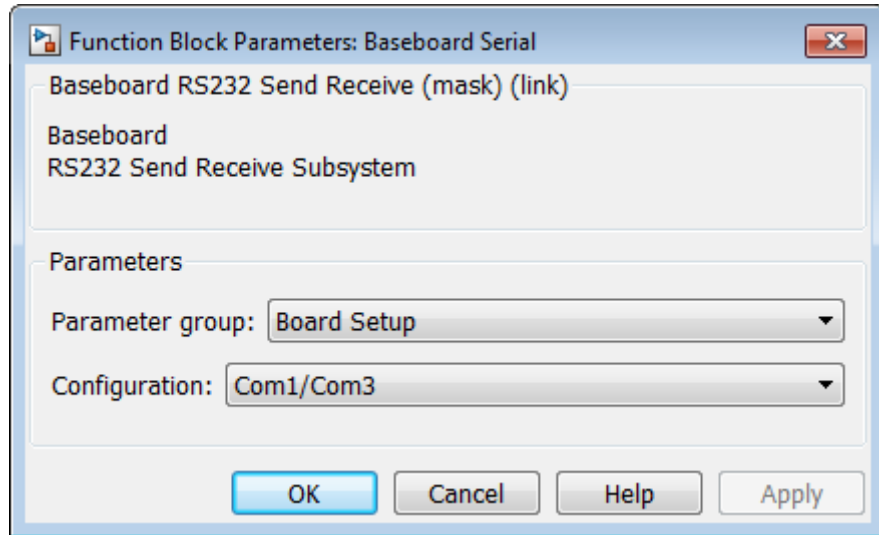 Function Block Parameters: Baseboard Serial
Baseboard RS232 Send Receive (mask) (link)
Baseboard
RS232 Send Receive Subsystem
Parameters
Parameter group: Board Setup
Configuration: Com1/Com3
OK Cancel Help Apply